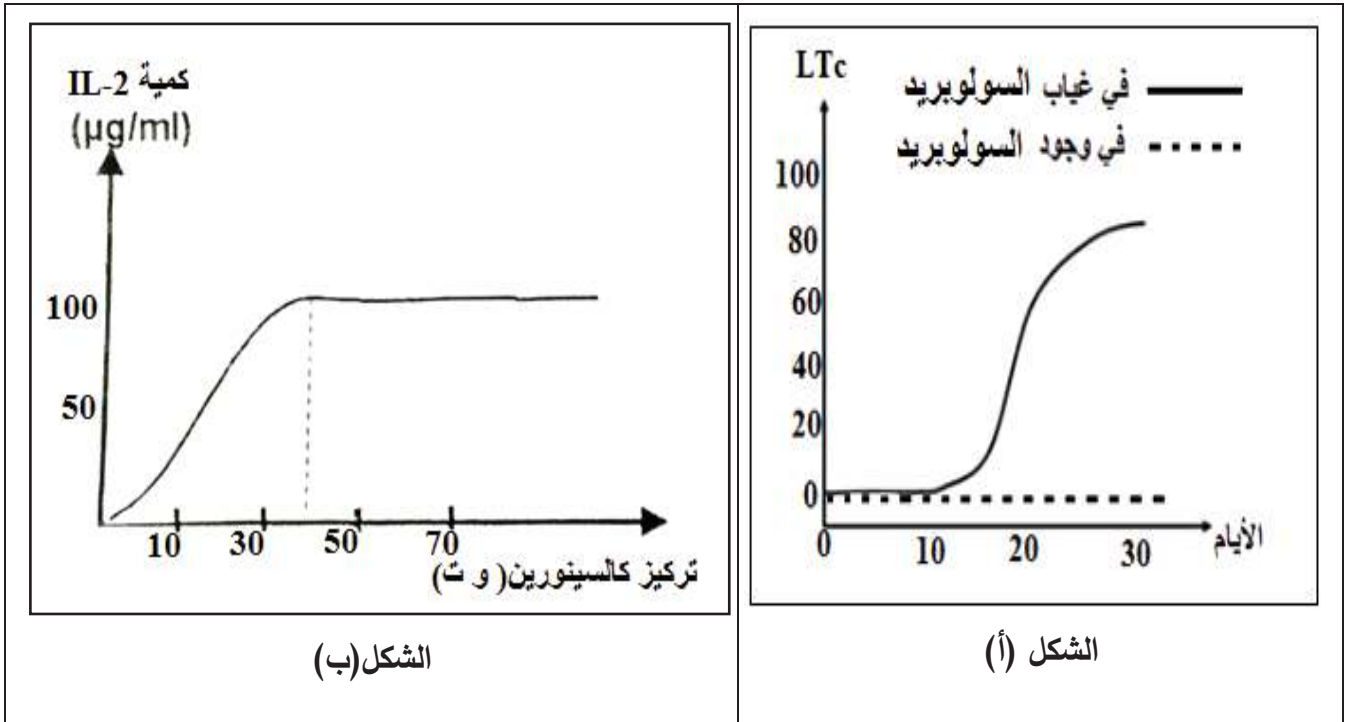 LTc
في غياب السولوبريد
في وجود السولوبريد
100
80
60
40
20
0
0 10 20 30
الأيام
الشكل (أ)
كمية IL-2
(µg/ml)
100
50
10 30 50 70
تركيز كالسينورين( و ت)
الشكل(ب)